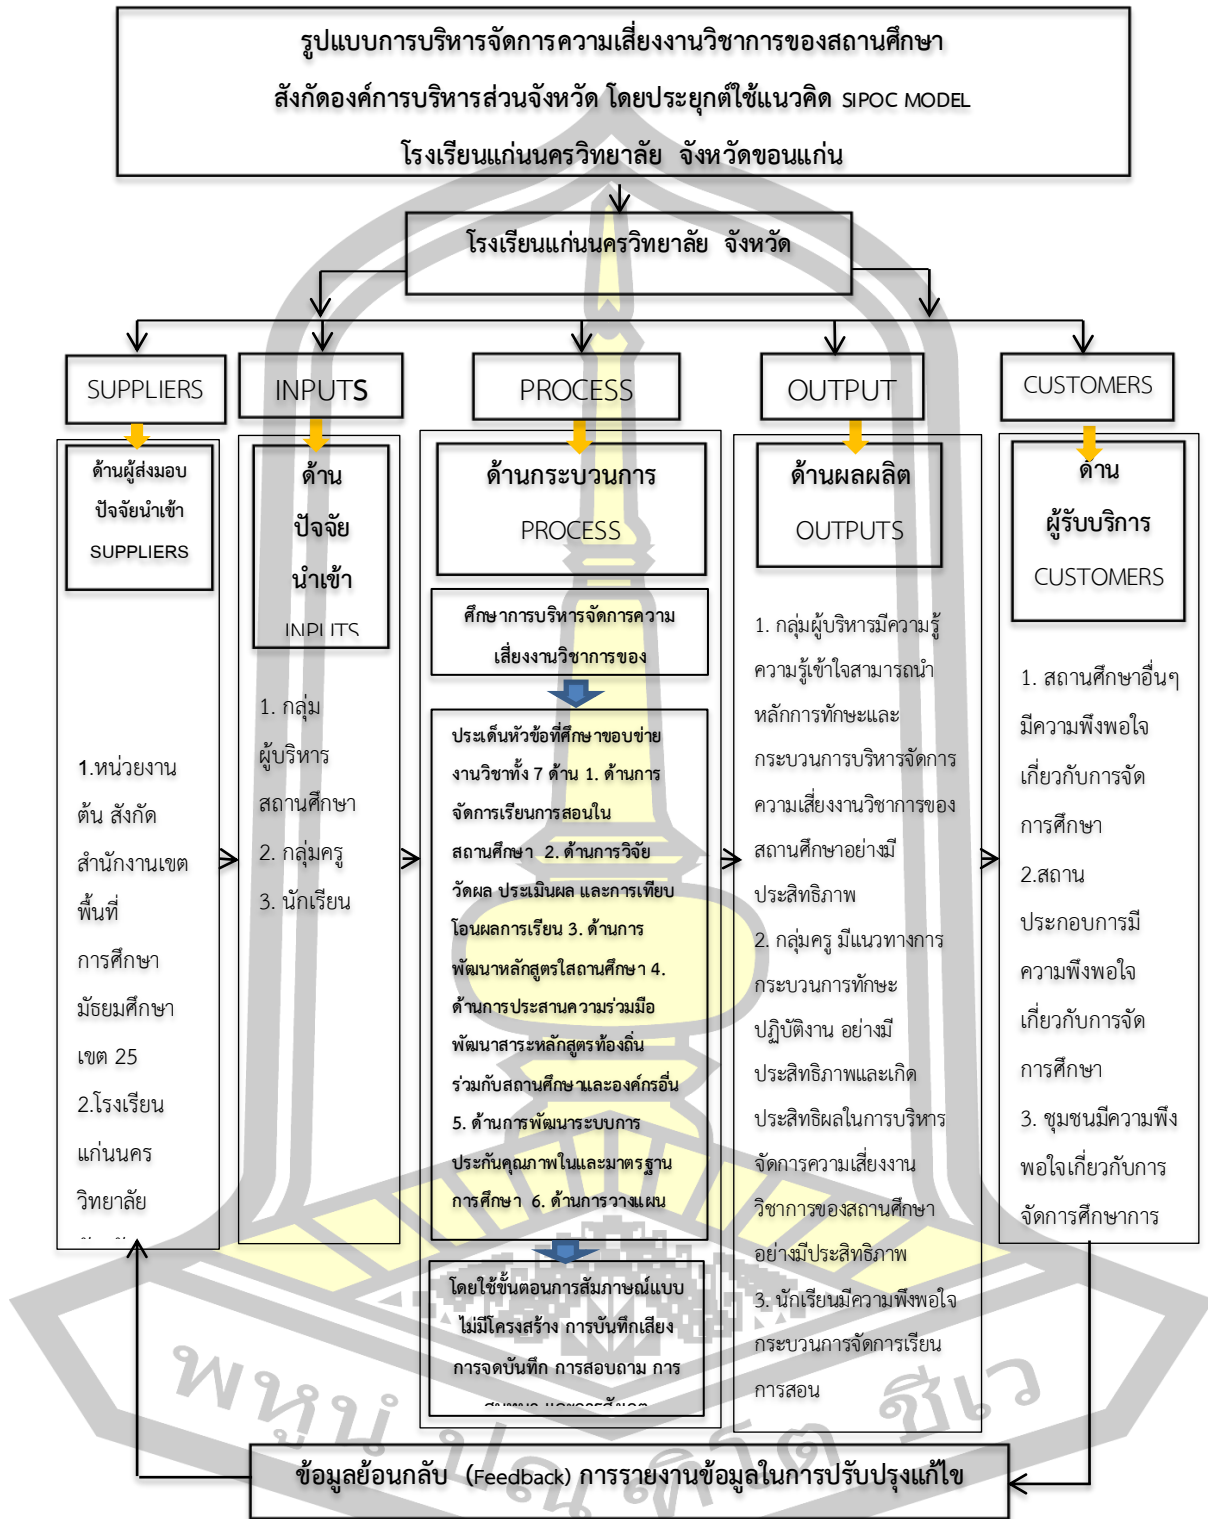 รูปแบบการบริหารจัดการความเสี่ยงงานวิชาการของสถานศึกษา
สังกัดองค์การบริหารส่วนจังหวัด โดยประยุกต์ใช้แนวคิด SIPOC MODEL
โรงเรียนแก่นนครวิทยาลัย จังหวัดขอนแก่น
โรงเรียนแก่นนครวิทยาลัย จังหวัด
SUPPLIERS
INPUTS
PROCESS
OUTPUT
CUSTOMERS
ด้านผู้ส่งมอบ
ปัจจัยนำเข้า
SUPPLIERS
1.หน่วยงาน
ต้น สังกัด
สำนักงานเขต
พื้นที่
การศึกษา
มัธยมศึกษา
เขต 25
2.โรงเรียน
แก่นนคร
วิทยาลัย
ด้าน
ปัจจัย
นำเข้า
INPUTS
1. กลุ่ม
ผู้บริหาร
สถานศึกษา
2. กลุ่มครู
3. นักเรียน
ด้านกระบวนการ
PROCESS
ศึกษาการบริหารจัดการความ
เสี่ยงงานวิชาการของ
ประเด็นหัวข้อที่ศึกษาขอบข่าย
งานวิชาทั้ง 7 ด้าน 1. ด้านการ
จัดการเรียนการสอนใน
สถานศึกษา 2. ด้านการวิจัย
วัดผล ประเมินผล และการเทียบ
โอนผลการเรียน 3. ด้านการ
พัฒนาหลักสูตรใสถานศึกษา 4.
ด้านการประสานความร่วมมือ
พัฒนาสาระหลักสูตรท้องถิ่น
ร่วมกับสถานศึกษาและองค์กรอื่น
5. ด้านการพัฒนาระบบการ
ประกันคุณภาพในและมาตรฐาน
การศึกษา 6. ด้านการวางแผน
โดยใช้ขั้นตอนการสัมภาษณ์แบบ
ไม่มีโครงสร้าง การบันทึกเสียง
การจดบันทึก การสอบถาม การ
ด้านผลผลิต
OUTPUTS
1. กลุ่มผู้บริหารมีความรู้
ความรู้เข้าใจสามารถนำ
หลักการทักษะและ
กระบวนการบริหารจัดการ
ความเสี่ยงงานวิชาการของ
สถานศึกษาอย่างมี
ประสิทธิภาพ
2. กลุ่มครู มีแนวทางการ
กระบวนการทักษะ
ปฏิบัติงาน อย่างมี
ประสิทธิภาพและเกิด
ประสิทธิผลในการบริหาร
จัดการความเสี่ยงงาน
วิชาการของสถานศึกษา
อย่างมีประสิทธิภาพ
3. นักเรียนมีความพึงพอใจ
กระบวนการจัดการเรียน
การสอน
ด้าน
ผู้รับบริการ
CUSTOMERS
1. สถานศึกษาอื่นๆ
มีความพึงพอใจ
เกี่ยวกับการจัด
การศึกษา
2.สถาน
ประกอบการมี
ความพึงพอใจ
เกี่ยวกับการจัด
การศึกษา
3. ชุมชนมีความพึง
พอใจเกี่ยวกับการ
จัดการศึกษาการ
ข้อมูลย้อนกลับ (Feedback) การรายงานข้อมูลในการปรับปรุงแก้ไข
พหูนํ ปณฺฑิโต ชีเว